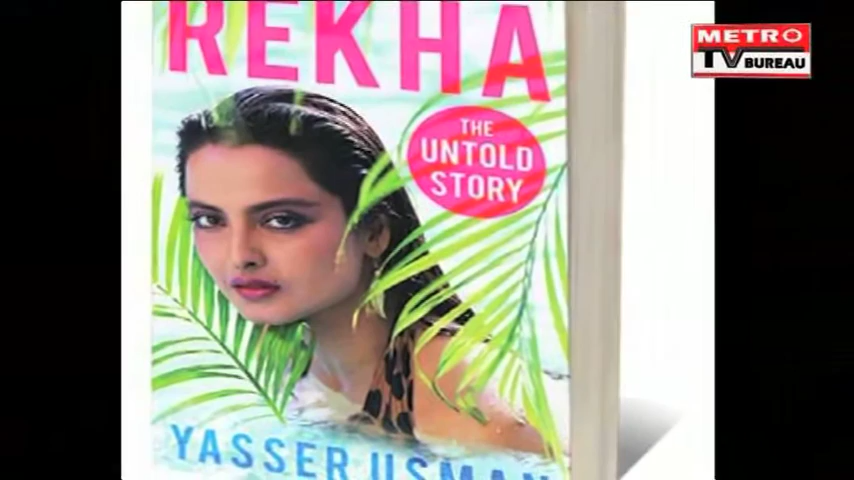 REKHA
THE
UNTOLD
STORY
YASSER USMAN
METRO
TV BUREAU